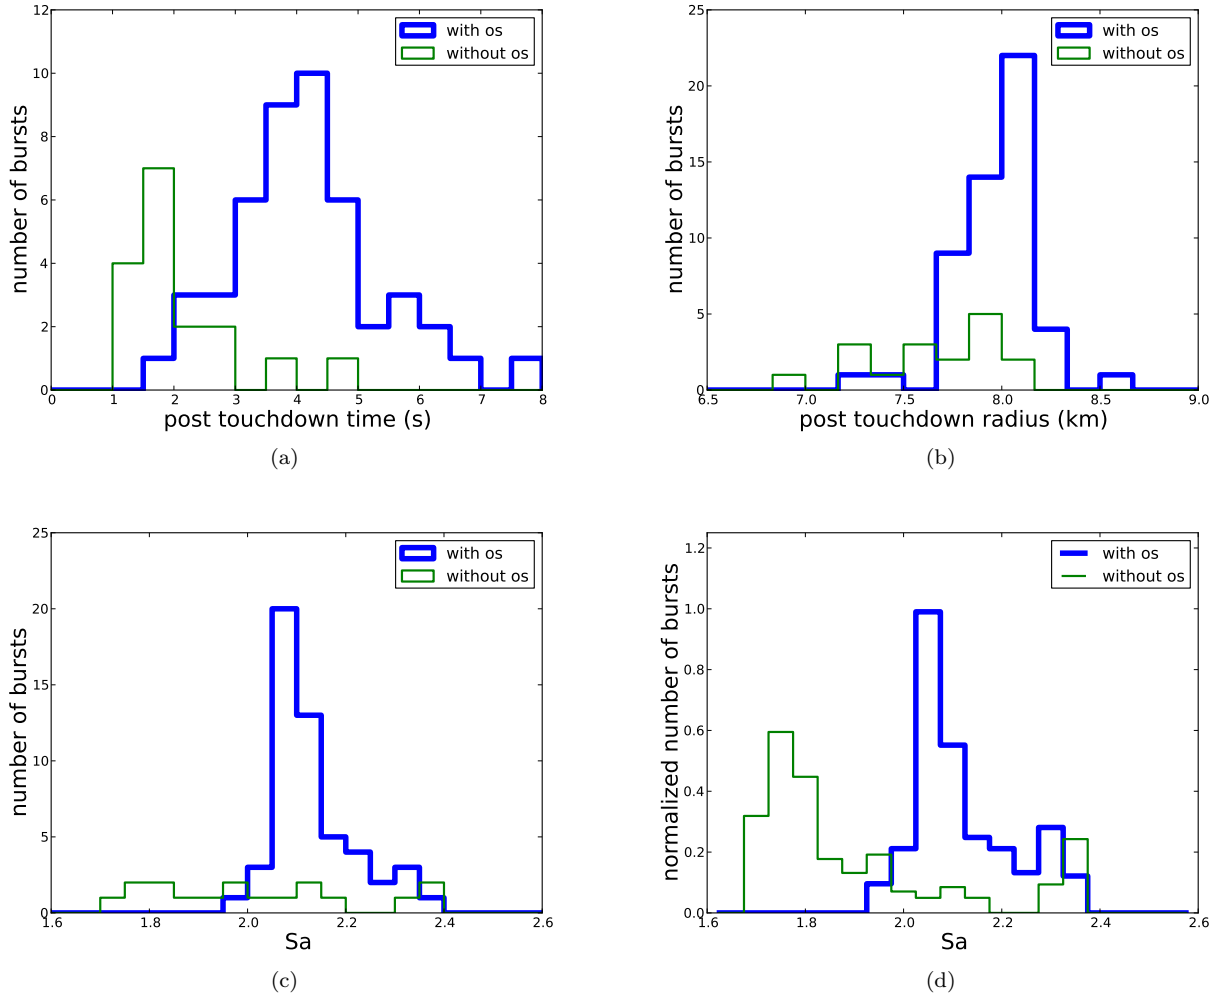 12
10
8
6
4
2
0
number of bursts
with os
without os
0 1 2 3 4 5 6 7 8
post touchdown time (s)
(a)
25
20
15
10
5
0
number of bursts
with os
without os
6.5 7.0 7.5 8.0 8.5 9.0
post touchdown radius (km)
(b)
25
20
15
10
5
0
number of bursts
with os
without os
1.6 1.8 2.0 2.2 2.4 2.6
Sa
(c)
1.2
1.0
0.8
0.6
0.4
0.2
0.0
normalized number of bursts
with os
without os
1.6 1.8 2.0 2.2 2.4 2.6
Sa
(d)